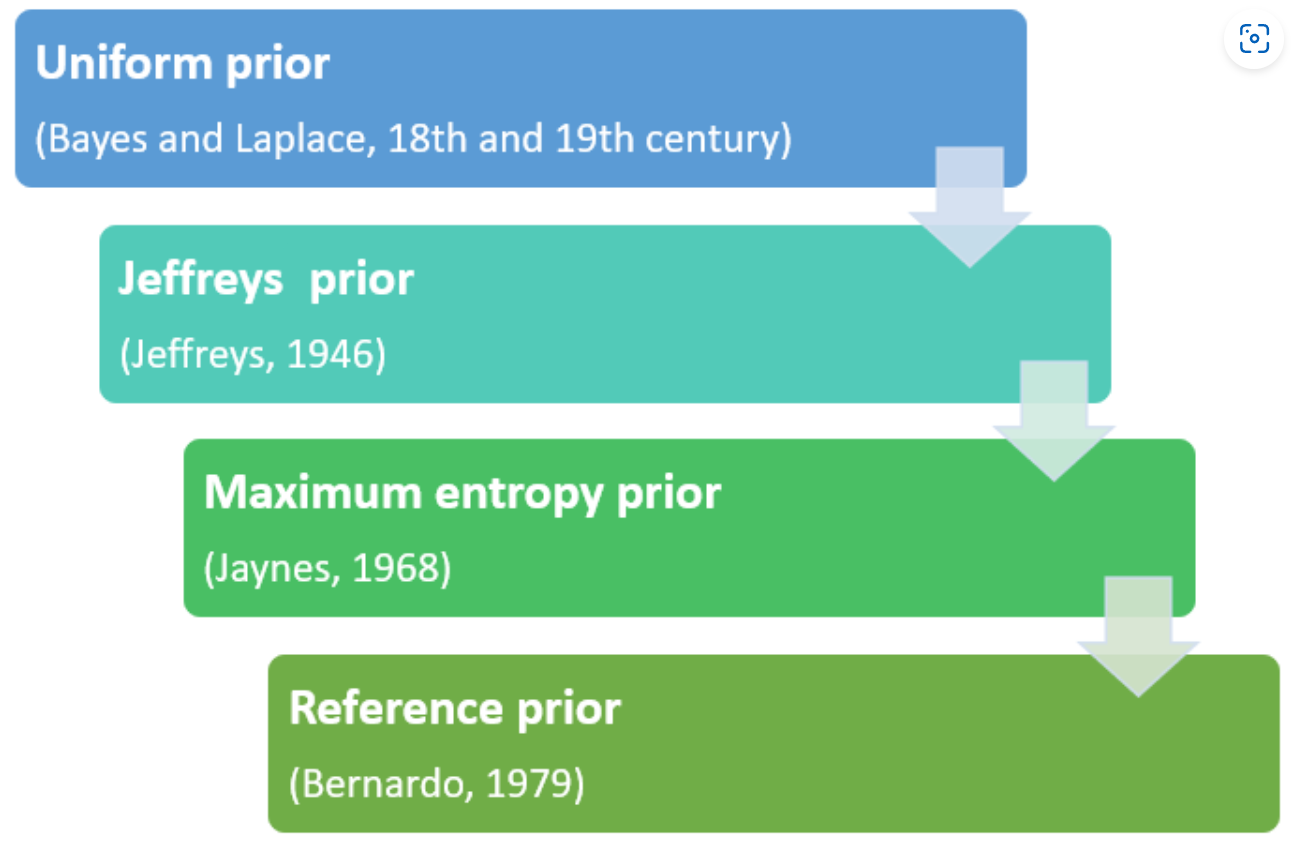 Uniform prior
(Bayes and Laplace, 18th and 19th century)
Jeffreys  prior
(Jeffreys, 1946)
Maximum entropy prior
(Jaynes, 1968)
Reference prior
(Bernardo, 1979)